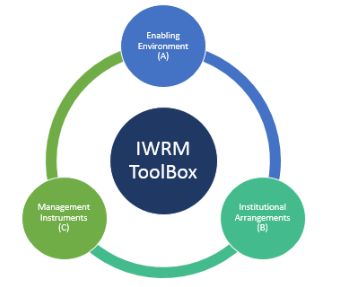 Enabling
Environment
(A)
IWRM
ToolBox
Management
Instruments
(C)
Institutional
Arrangements
(B)